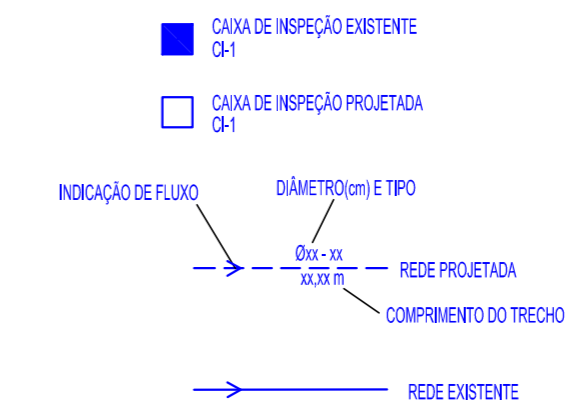 CAIXA DE INSPEÇÃO EXISTENTE
CI-1
CAIXA DE INSPEÇÃO PROJETADA
CI-1
INDICAÇÃO DE FLUXO
DIÂMETRO(cm) E TIPO
Øxx - xx
xx,xx m
REDE PROJETADA
COMPRIMENTO DO TRECHO
REDE EXISTENTE